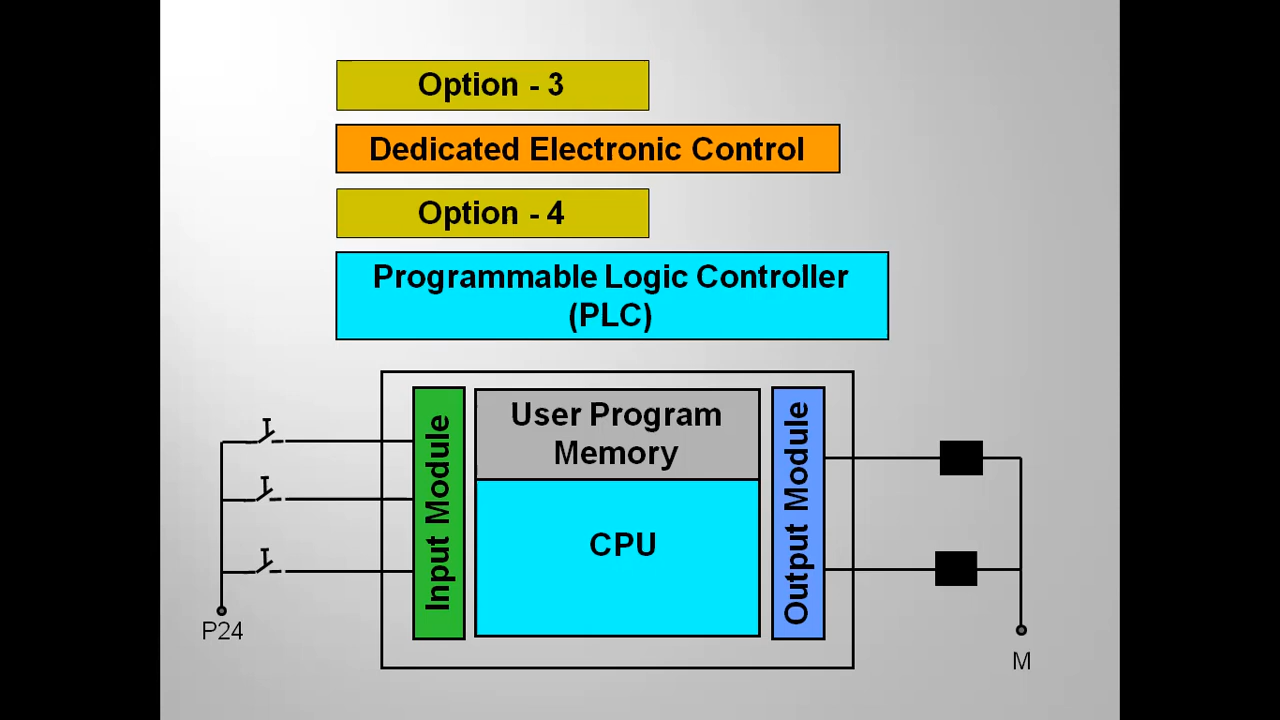 Option - 3
Dedicated Electronic Control
Option - 4
Programmable Logic Controller
(PLC)
User Program
Memory
Input Module
CPU
Output Module
P24
M